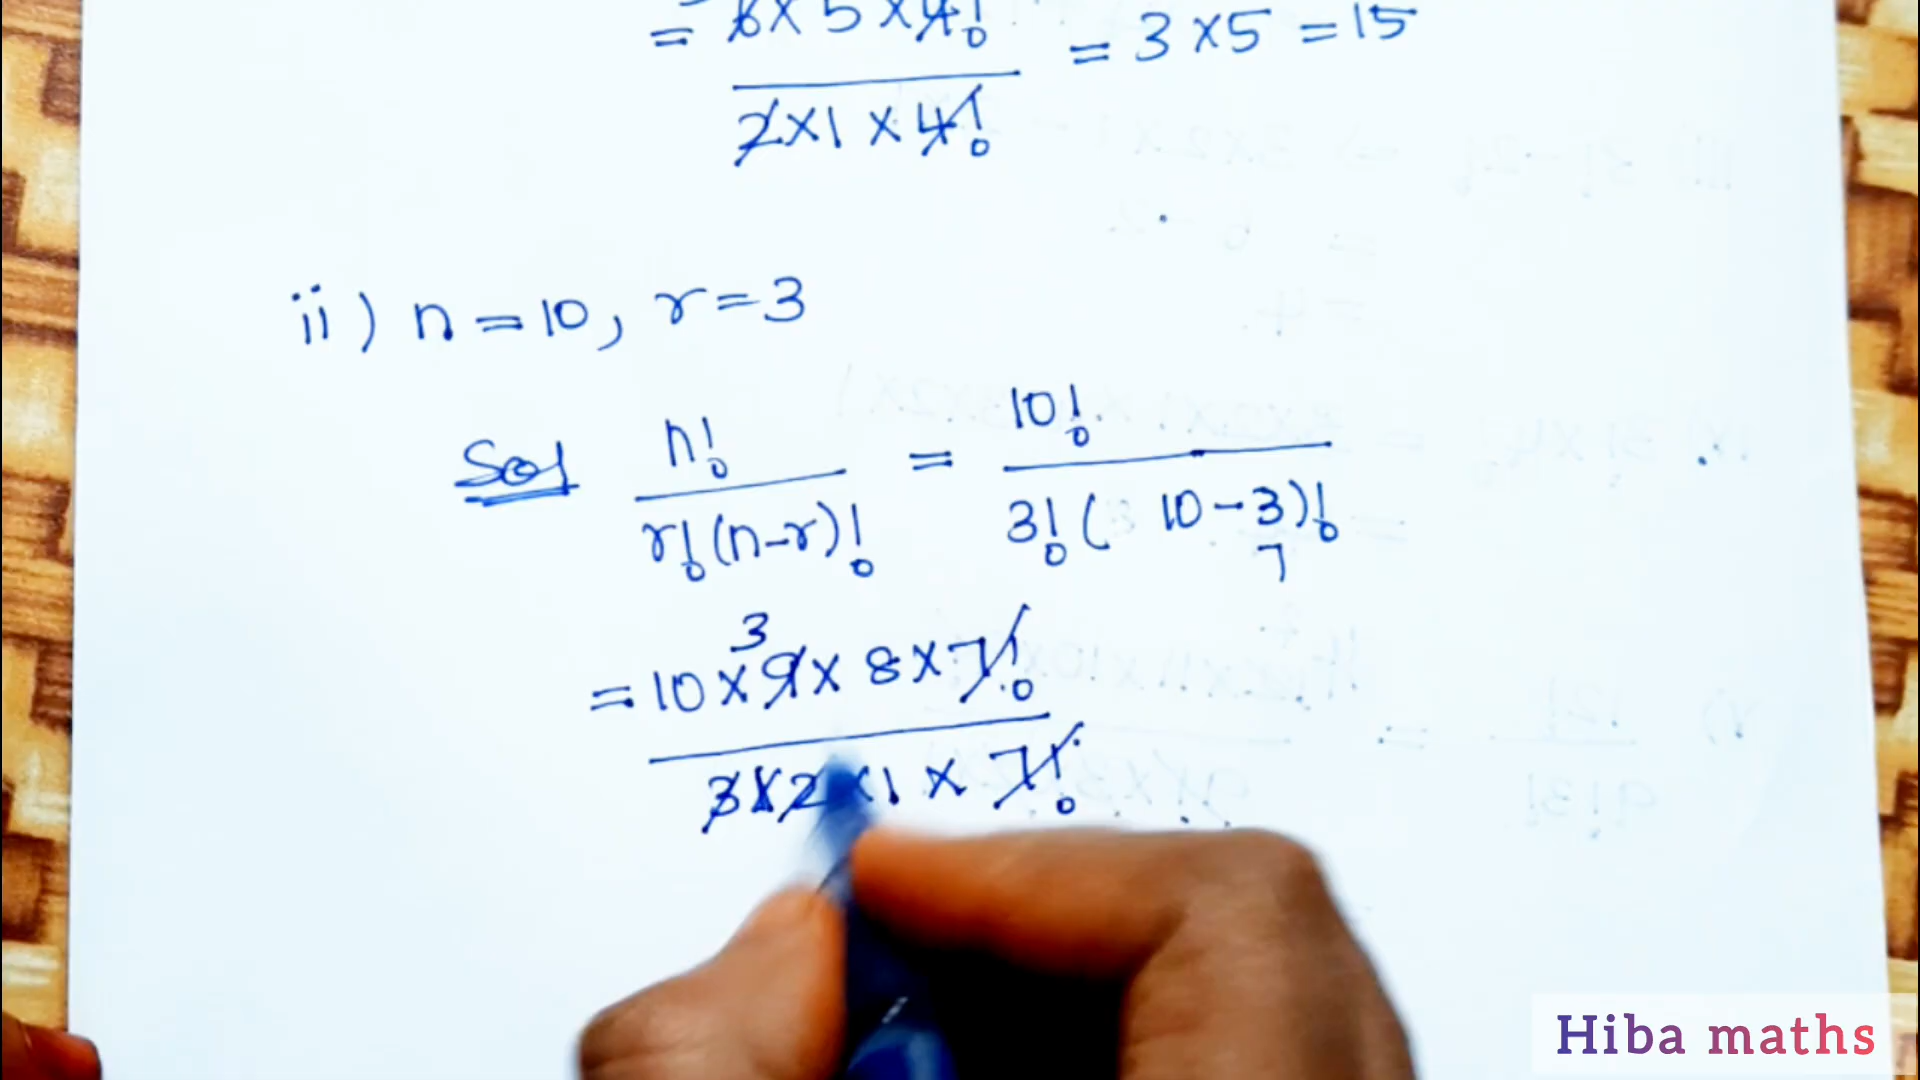 = 6×5×4! = 3×5 = 15
2×1×4!
ii) n=10, r=3
Sol n! = 10!
r!(n-r)! 3!(10-3)!
7
3
= 10×9×8×7!
3×2×1×7!
Hiba maths